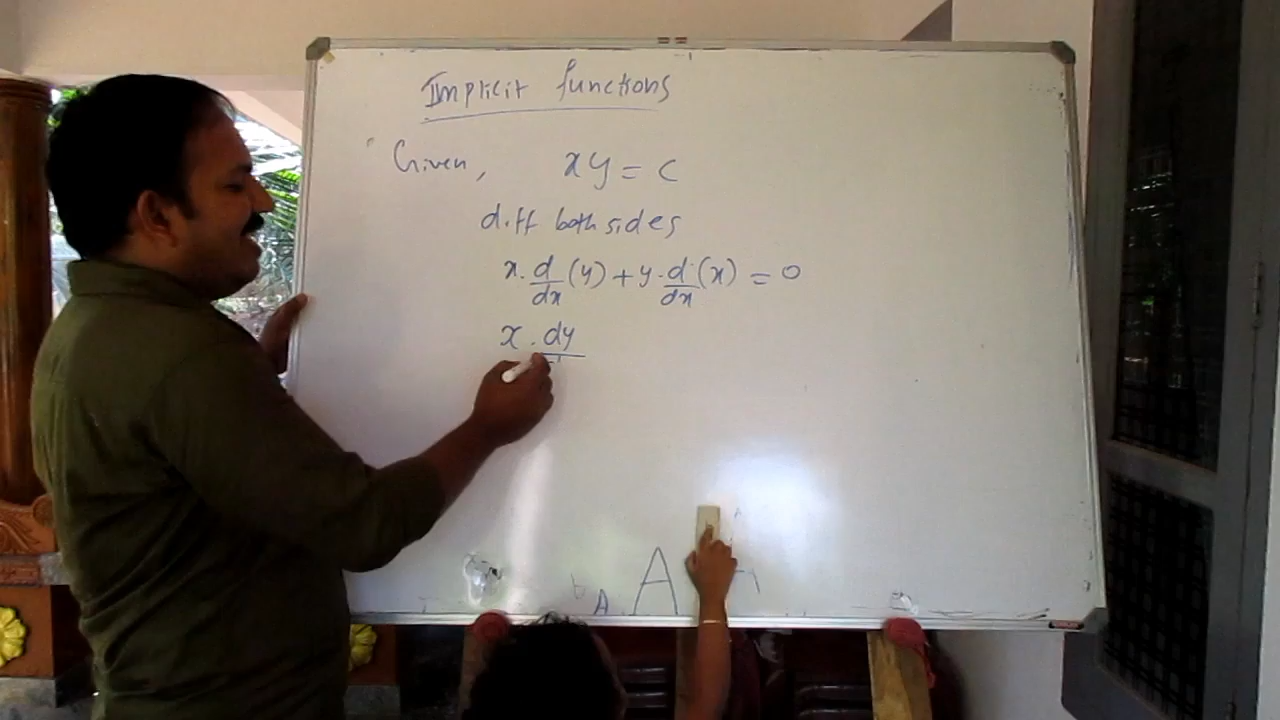 Implicit functions
Given, xy = c
diff both sides
x. d/dx (y) + y. d/dx (x) = 0
x . dy
A A